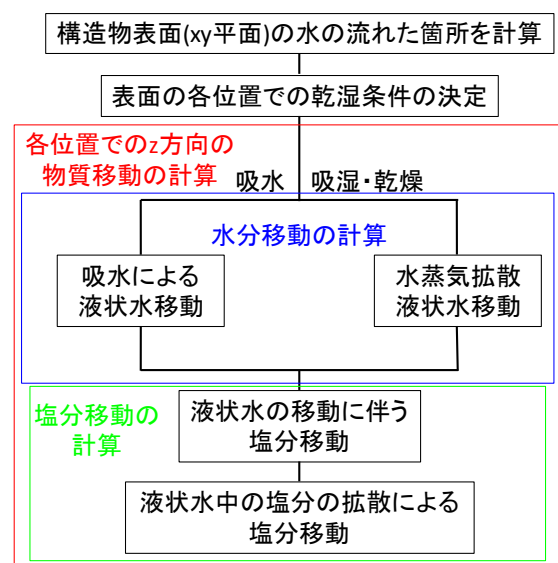 構造物表面(xy平面)の水の流れた箇所を計算
表面の各位置での乾湿条件の決定
各位置でのz方向の
物質移動の計算
吸水
吸湿・乾燥
水分移動の計算
吸水による
液状水移動
水蒸気拡散
液状水移動
塩分移動の
計算
液状水の移動に伴う
塩分移動
液状水中の塩分の拡散による
塩分移動